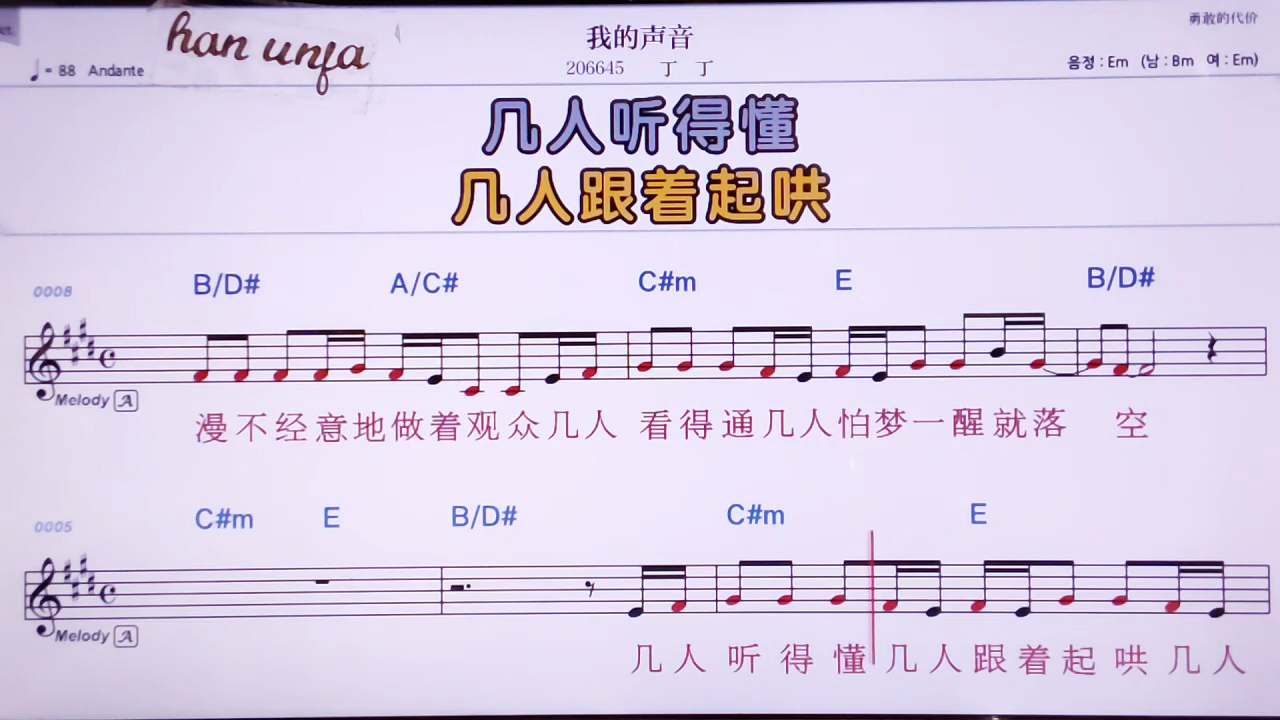 han unfa
我的声音
勇敢的代价
♩= 88 Andante
206645 丁 丁
음정 : Em (남 : Bm 여 : Em)
几人听得懂
几人跟着起哄
0008 B/D# A/C# C#m E B/D#
Melody A
漫不经意地做着观众几人 看得通几人怕梦一醒就落 空
0005 C#m E B/D# C#m E
Melody A
几人 听 得 懂 几人跟着起 哄 几人